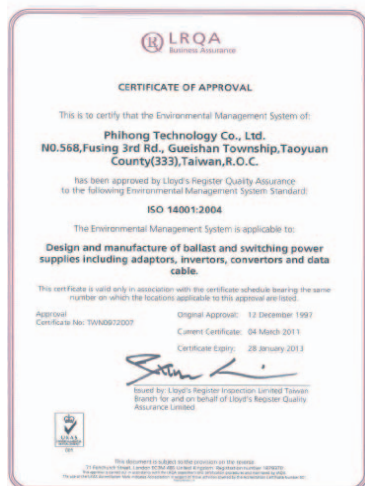 LRQA
Business Assurance
CERTIFICATE OF APPROVAL
This is to certify that the Environmental Management System of:
Phihong Technology Co., Ltd.
N0.568,Fusing 3rd Rd., Gueishan Township,Taoyuan
County(333),Taiwan,R.O.C.
has been approved by Lloyd's Register Quality Assurance
to the following Environmental Management System Standard:
ISO 14001:2004
The Environmental Management System is applicable to:
Design and manufacture of ballast and switching power
supplies including adaptors, invertors, convertors and data
cable.
This certificate is valid only in association with the certificate schedule bearing the same
number on which the locations applicable to this approval are listed.
Approval
Certificate No: TWN0972007
Original Approval: 12 December 1997
Current Certificate: 04 March 2011
Certificate Expiry: 28 January 2013
Issued by: Lloyd's Register Inspection Limited Taiwan
Branch for and on behalf of Lloyd's Register Quality
Assurance Limited
UKAS
This document is subject to the provision on the reverse